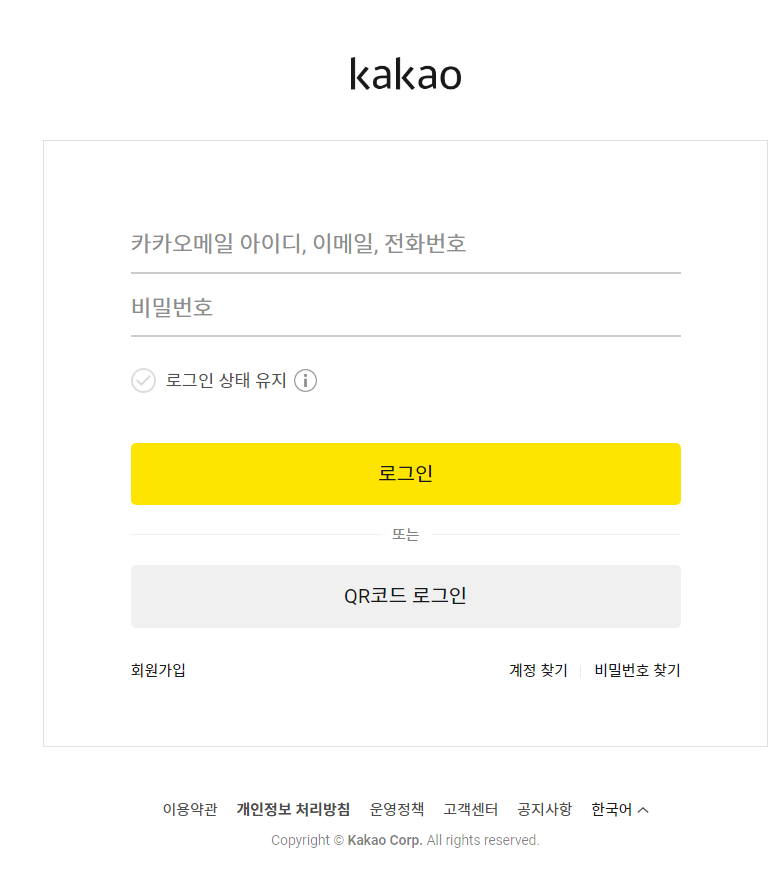 kakao
카카오메일 아이디, 이메일, 전화번호
비밀번호
로그인 상태 유지
로그인
또는
QR코드 로그인
회원가입 계정 찾기 비밀번호 찾기
이용약관 개인정보 처리방침 운영정책 고객센터 공지사항 한국어
Copyright © Kakao Corp. All rights reserved.